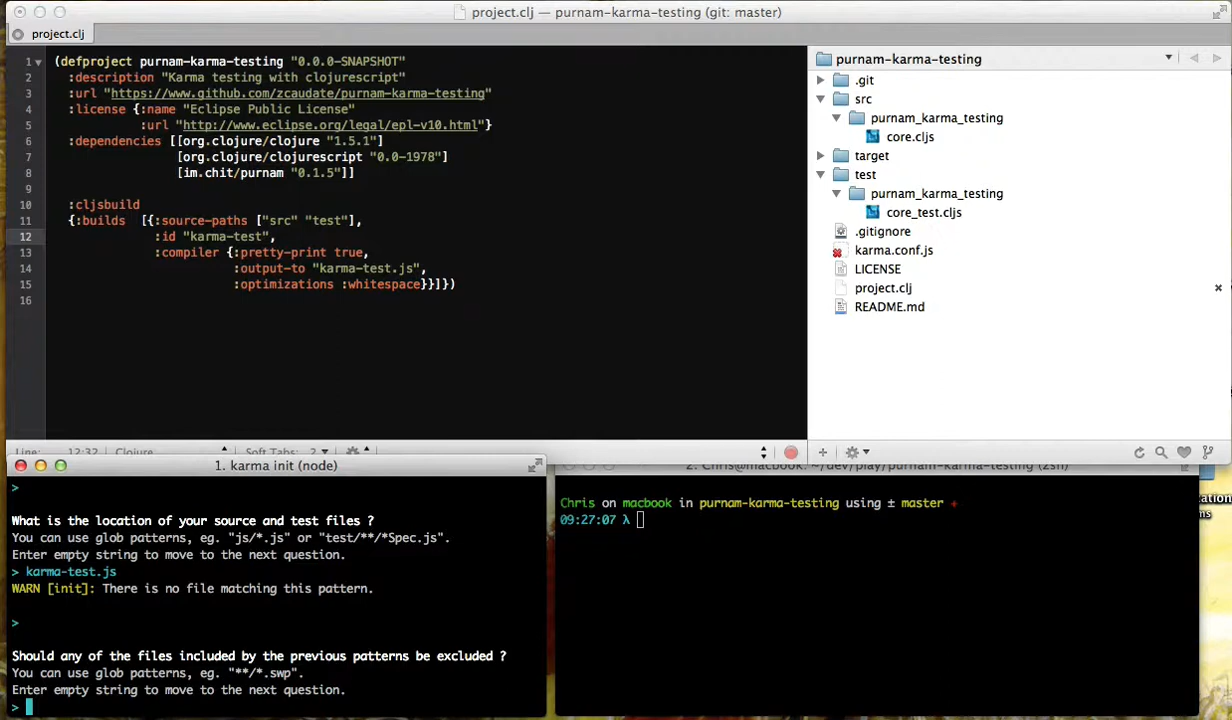 project.clj — purnam-karma-testing (git: master)
project.clj
1 (defproject purnam-karma-testing "0.0.0-SNAPSHOT"
2 :description "Karma testing with clojurescript"
3 :url "https://www.github.com/zcaudate/purnam-karma-testing"
4 :license {:name "Eclipse Public License"
5 :url "http://www.eclipse.org/legal/epl-v10.html"}
6 :dependencies [[org.clojure/clojure "1.5.1"]
7 [org.clojure/clojurescript "0.0-1978"]
8 [im.chit/purnam "0.1.5"]]
9
10 :cljsbuild
11 {:builds [{:source-paths ["src" "test"],
12 :id "karma-test",
13 :compiler {:pretty-print true,
14 :output-to "karma-test.js",
15 :optimizations :whitespace}}]})
16
Line: 12:32 Clojure Soft Tabs: 2
purnam-karma-testing
.git
src
purnam_karma_testing
core.cljs
target
test
purnam_karma_testing
core_test.cljs
.gitignore
karma.conf.js
LICENSE
project.clj
README.md
1. karma init (node)
>
What is the location of your source and test files ?
You can use glob patterns, eg. "js/*.js" or "test/**/*Spec.js".
Enter empty string to move to the next question.
> karma-test.js
WARN [init]: There is no file matching this pattern.
>
Should any of the files included by the previous patterns be excluded ?
You can use glob patterns, eg. "**/*.swp".
Enter empty string to move to the next question.
>
2. Chris@macbook: ~/dev/play/purnam-karma-testing (zsh)
Chris on macbook in purnam-karma-testing using ± master +
09:27:07 λ